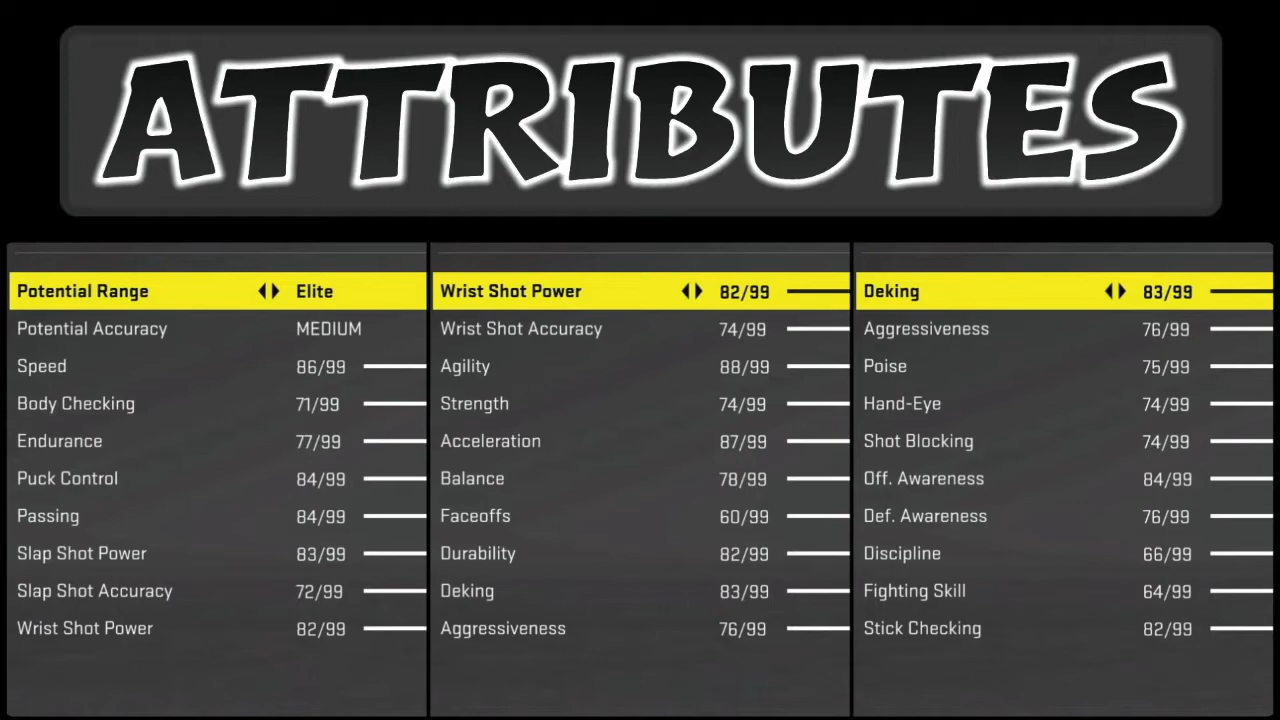 ATTRIBUTES
Potential Range Elite
Potential Accuracy MEDIUM
Speed 86/99
Body Checking 71/99
Endurance 77/99
Puck Control 84/99
Passing 84/99
Slap Shot Power 83/99
Slap Shot Accuracy 72/99
Wrist Shot Power 82/99
Wrist Shot Power 82/99
Wrist Shot Accuracy 74/99
Agility 88/99
Strength 74/99
Acceleration 87/99
Balance 78/99
Faceoffs 60/99
Durability 82/99
Deking 83/99
Aggressiveness 76/99
Deking 83/99
Aggressiveness 76/99
Poise 75/99
Hand-Eye 74/99
Shot Blocking 74/99
Off. Awareness 84/99
Def. Awareness 76/99
Discipline 66/99
Fighting Skill 64/99
Stick Checking 82/99